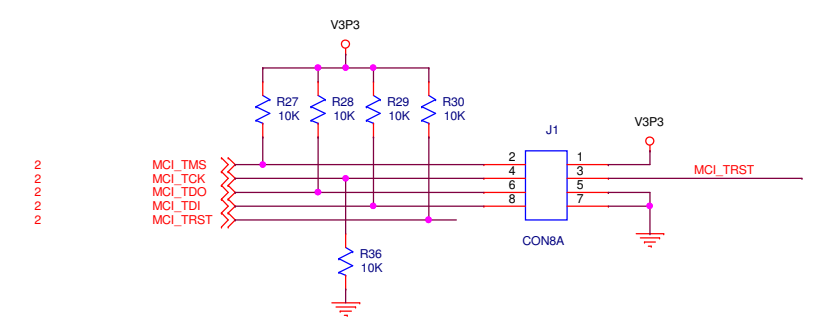 V3P3
R27 R28 R29 R30
10K 10K 10K 10K
V3P3
J1
2 MCI_TMS 2 1
2 MCI_TCK 4 3 MCI_TRST
2 MCI_TDO 6 5
2 MCI_TDI 8 7
2 MCI_TRST
CON8A
R36
10K